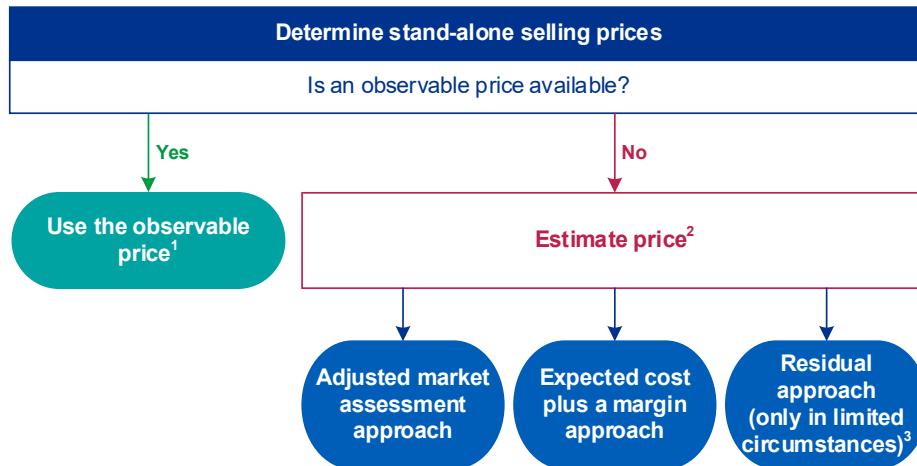 Determine stand-alone selling prices
Is an observable price available?
Yes
No
Use the observable
price¹
Estimate price²
Adjusted market
assessment
approach
Expected cost
plus a margin
approach
Residual
approach
(only in limited
circumstances)³